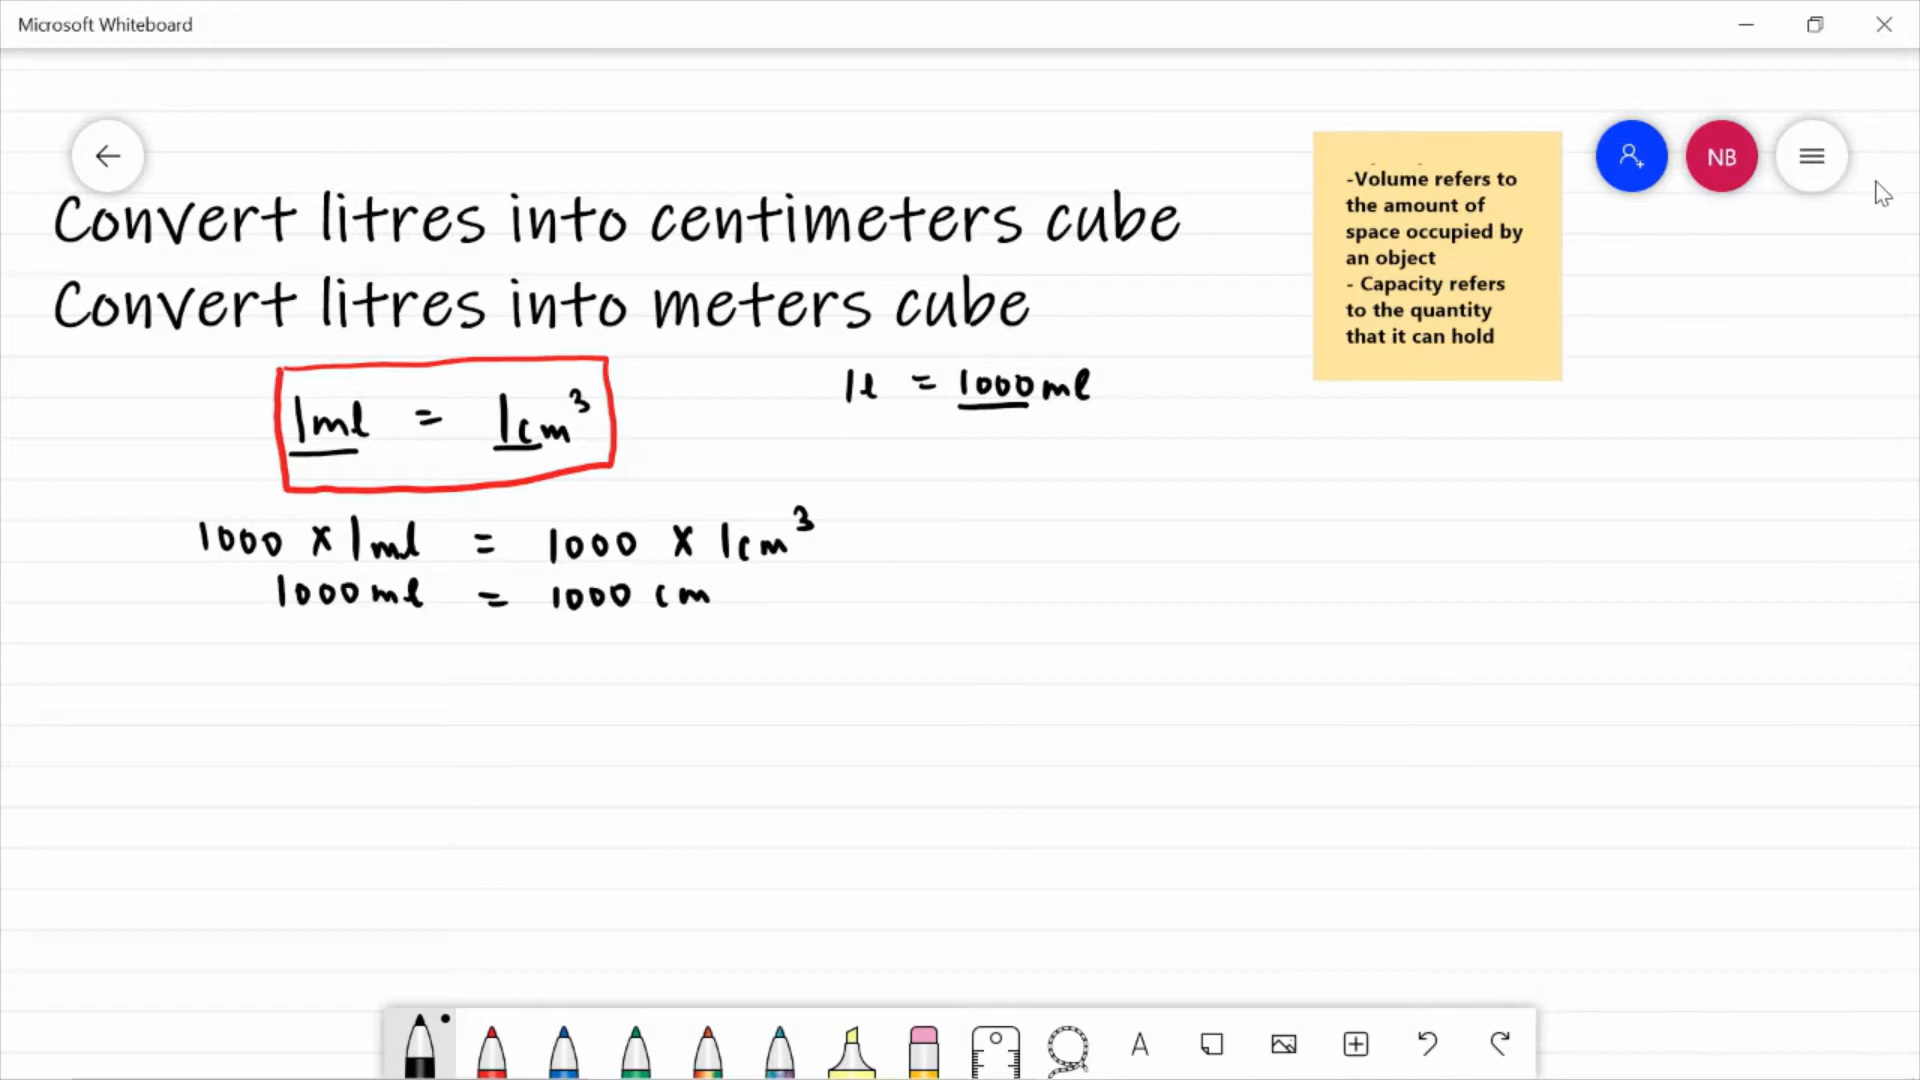 Microsoft Whiteboard
NB
Convert litres into centimeters cube
Convert litres into meters cube
-Volume refers to
the amount of
space occupied by
an object
- Capacity refers
to the quantity
that it can hold
1ml = 1cm³
1l = 1000ml
1000 x 1ml = 1000 x 1cm³
1000ml = 1000 cm
A